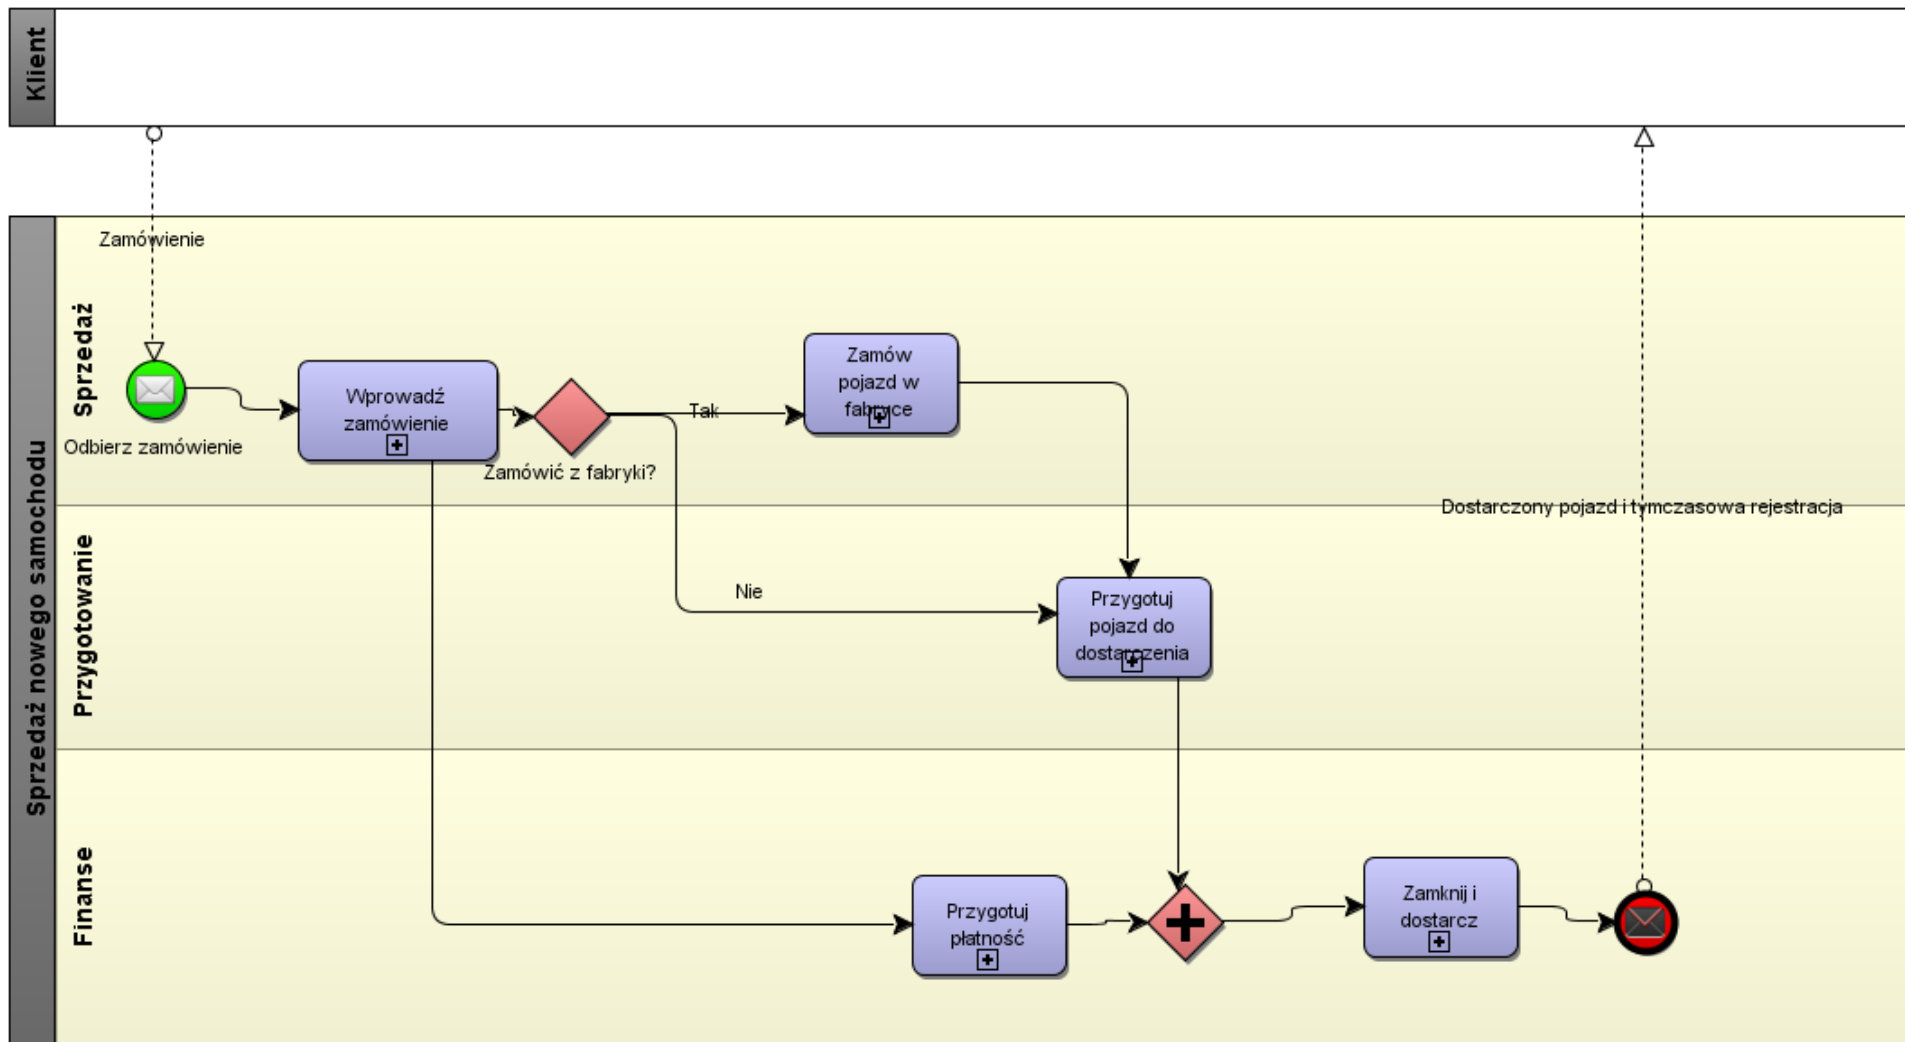 Klient
Sprzedaż nowego samochodu
Sprzedaż
Zamówienie
Odbierz zamówienie
Wprowadź
zamówienie
Zamówić z fabryki?
Tak
Zamów
pojazd w
fabryce
Dostarczony pojazd i tymczasowa rejestracja
Przygotowanie
Nie
Przygotuj
pojazd do
dostarczenia
Finanse
Przygotuj
płatność
Zamknij i
dostarcz